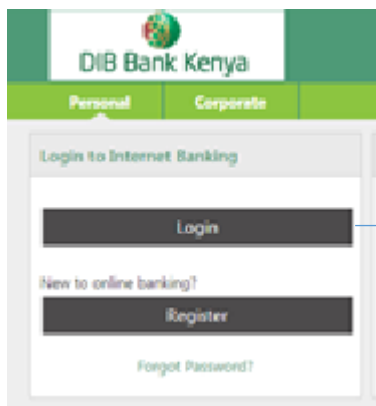 DIB Bank Kenya
Personal Corporate
Login to Internet Banking
Login
New to online banking?
Register
Forgot Password?